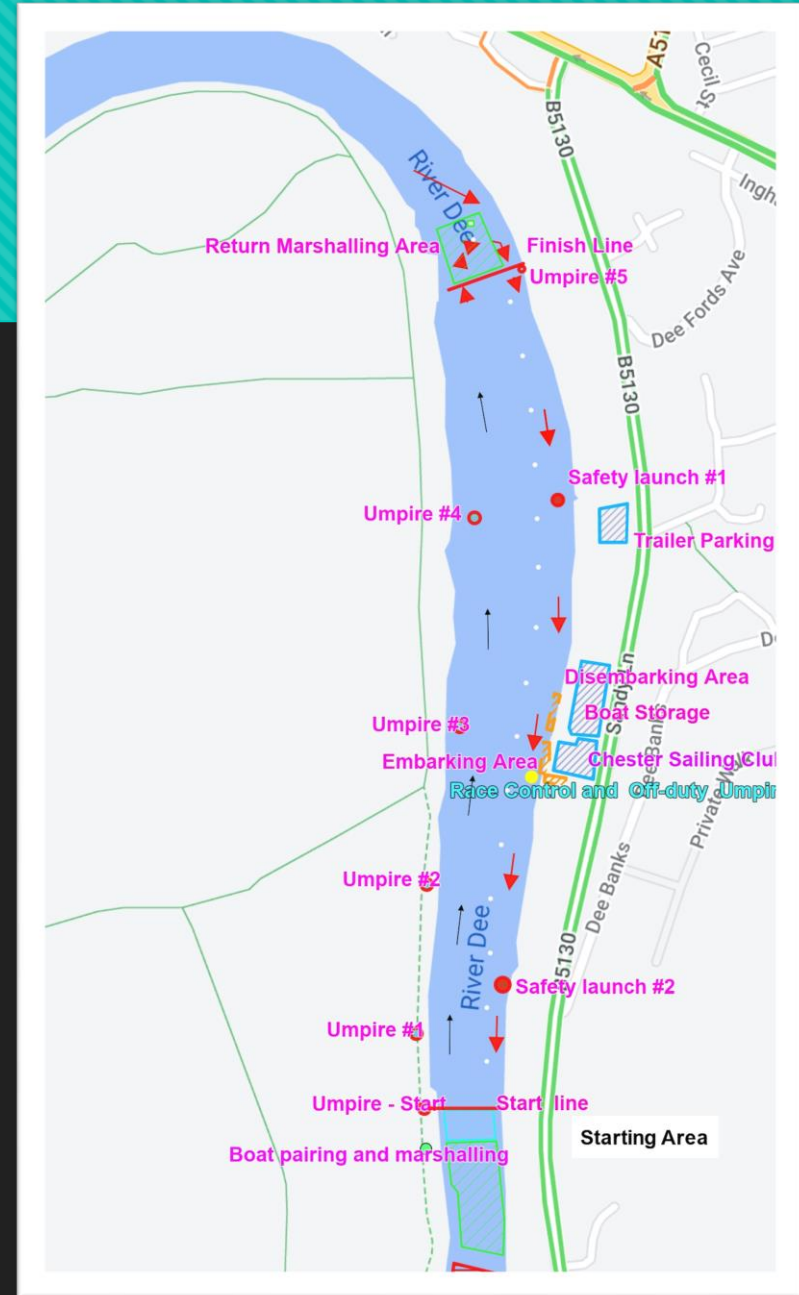 A51
Cecil St
B5130
River Dee
Return Marshalling Area
Finish Line
Umpire #5
Dee Fords Ave
B5130
Safety launch #1
Umpire #4
Trailer Parking
Sandy Ln
Disembarking Area
Boat Storage
Umpire #3
Embarking Area
Chester Sailing
Race Control and Off-duty
Dee Banks
Private
Umpire #2
Dee Banks
River Dee
B5130
Safety launch #2
Umpire #1
Umpire - Start
Start line
Starting Area
Boat pairing and marshalling